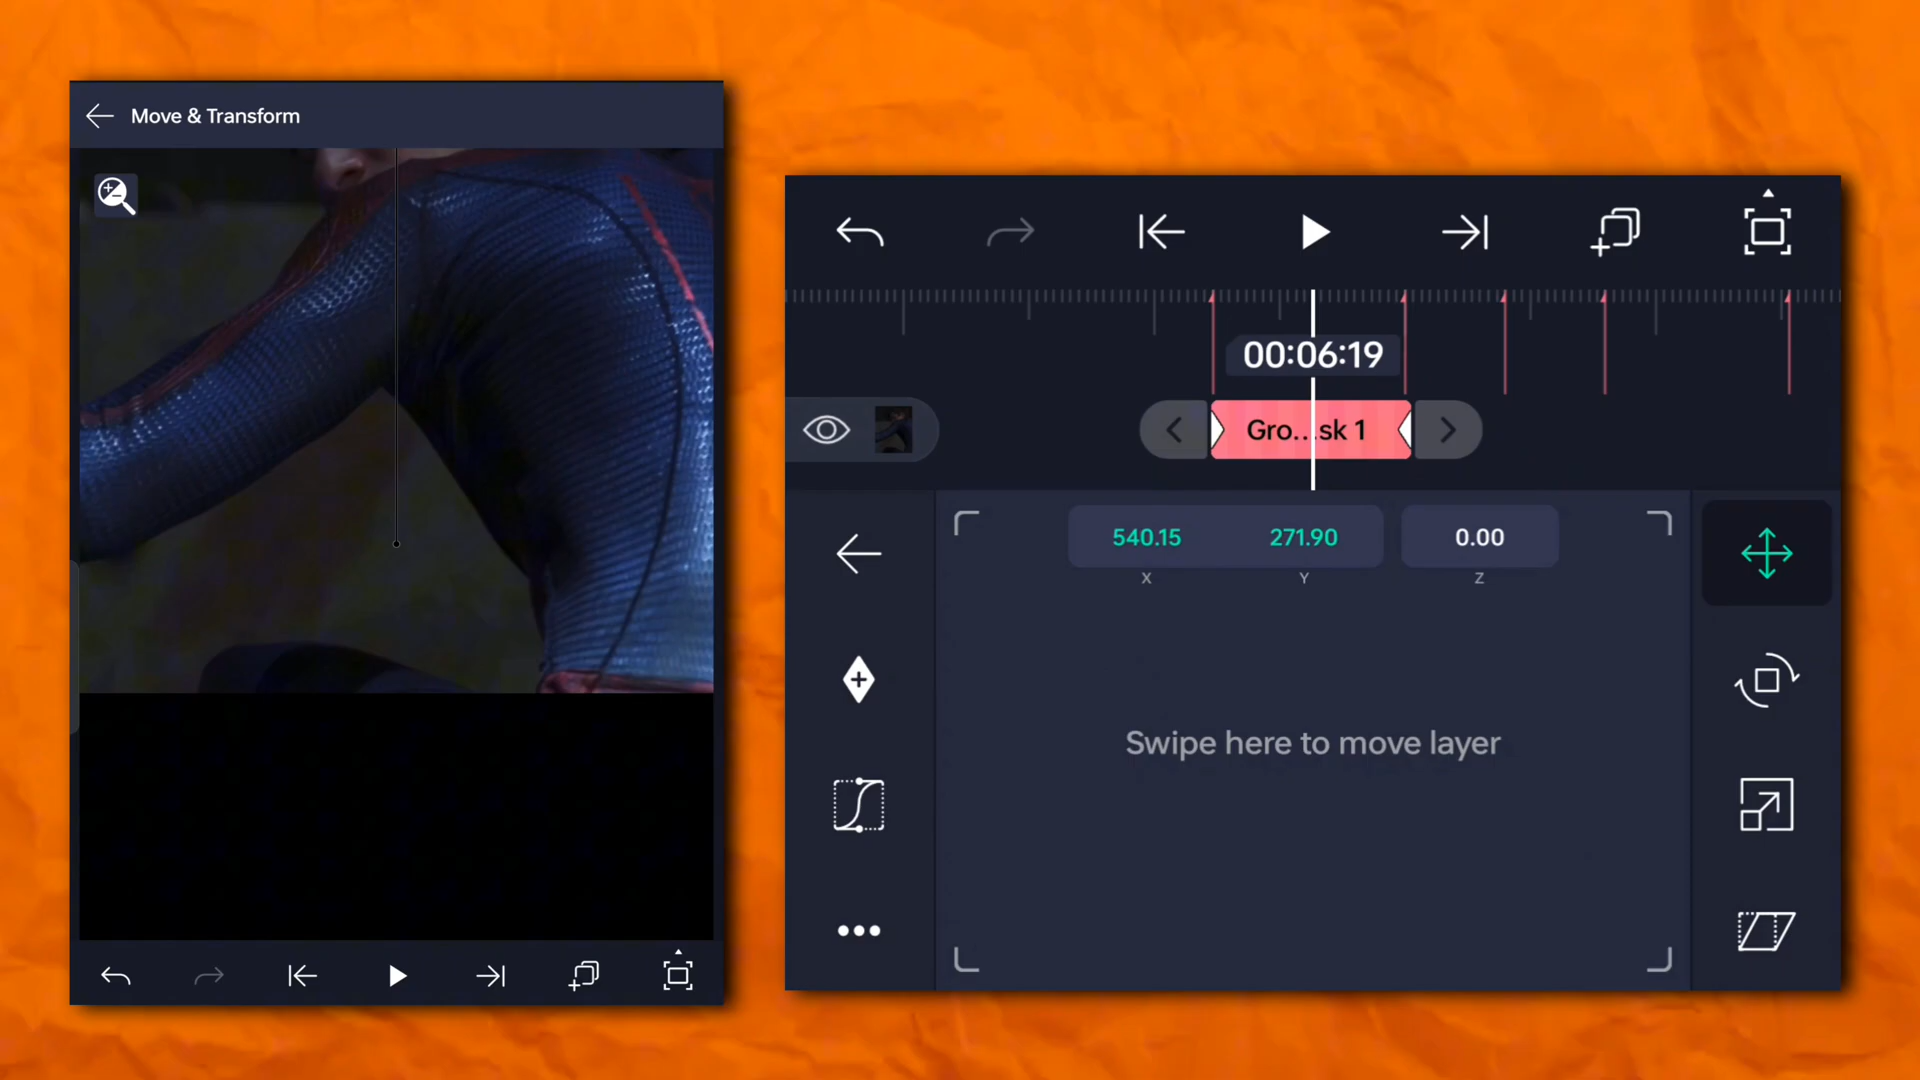 Move & Transform
00:06:19
Gro...sk 1
540.15
271.90
0.00
X
Y
Z
Swipe here to move layer